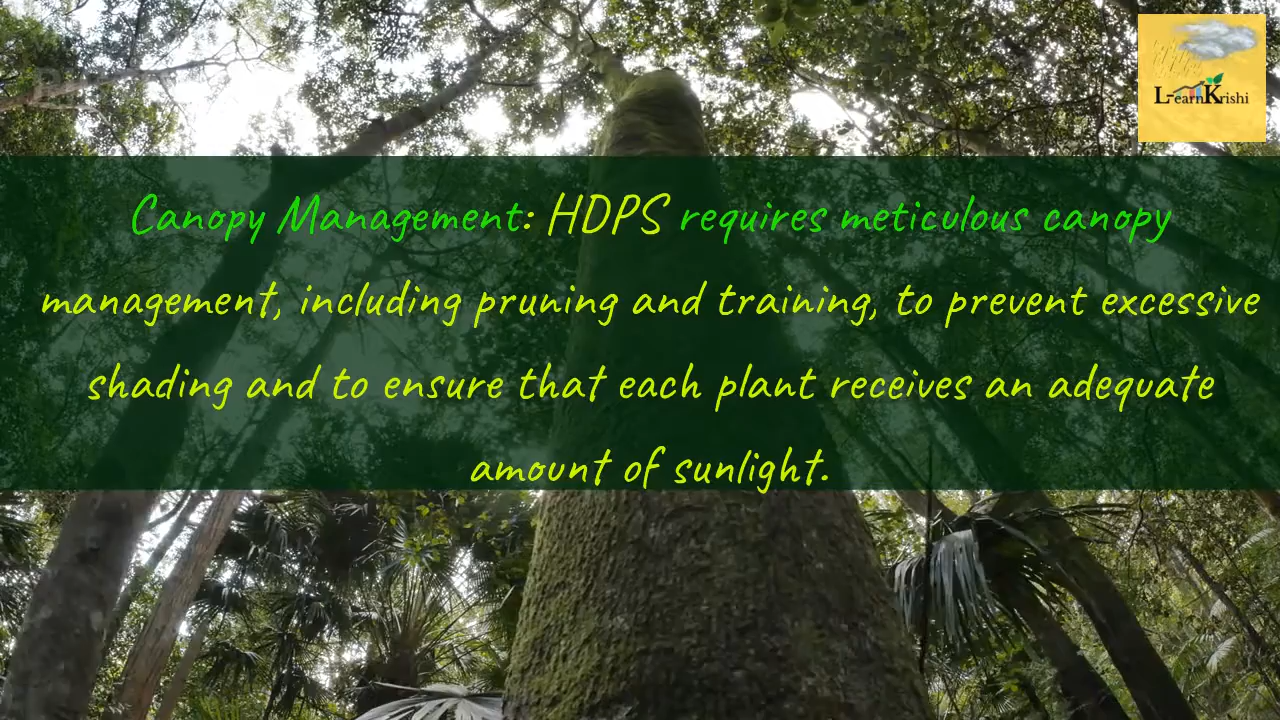 LearnKrishi
Canopy Management: HDPS requires meticulous canopy
management, including pruning and training, to prevent excessive
shading and to ensure that each plant receives an adequate
amount of sunlight.